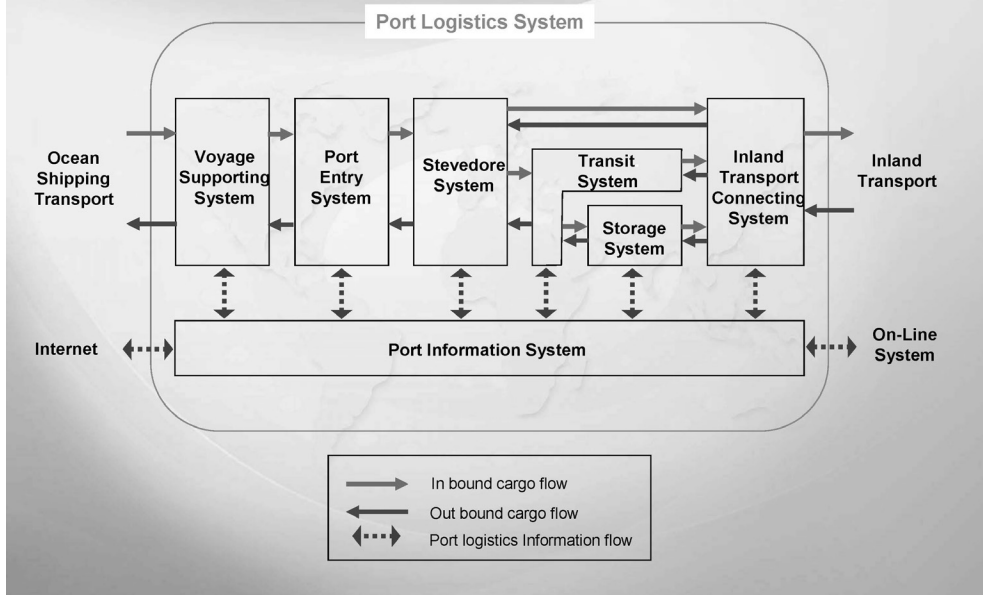 Port Logistics System
Ocean
Shipping
Transport
Voyage
Supporting
System
Port
Entry
System
Stevedore
System
Transit
System
Storage
System
Inland
Transport
Connecting
System
Inland
Transport
Internet
Port Information System
On-Line
System
In bound cargo flow
Out bound cargo flow
Port logistics Information flow